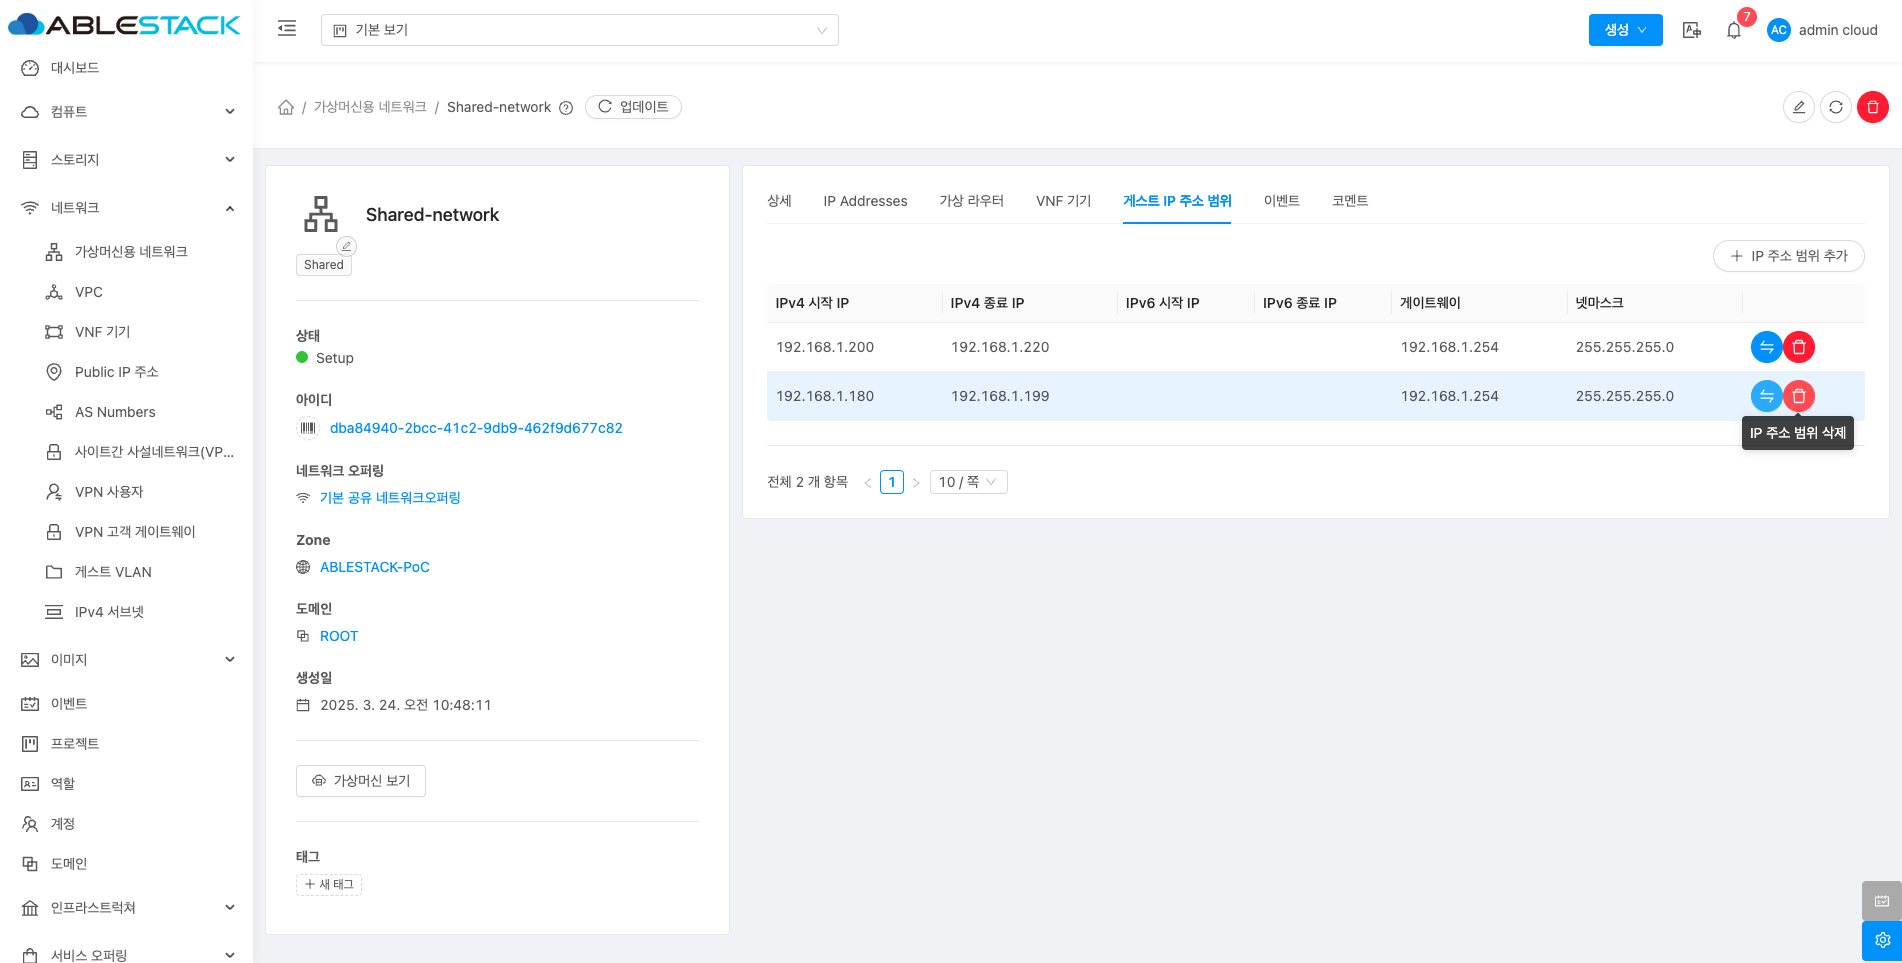 ABLESTACK
기본 보기
생성
7
AC
admin cloud
대시보드
컴퓨트
스토리지
네트워크
가상머신용 네트워크
VPC
VNF 기기
Public IP 주소
AS Numbers
사이트간 사설네트워크(VP...
VPN 사용자
VPN 고객 게이트웨이
게스트 VLAN
IPv4 서브넷
이미지
이벤트
프로젝트
역할
계정
도메인
인프라스트럭쳐
서비스 오퍼링
/ 가상머신용 네트워크 / Shared-network
업데이트
Shared-network
Shared
상태
Setup
아이디
dba84940-2bcc-41c2-9db9-462f9d677c82
네트워크 오퍼링
기본 공유 네트워크오퍼링
Zone
ABLESTACK-PoC
도메인
ROOT
생성일
2025. 3. 24. 오전 10:48:11
가상머신 보기
태그
새 태그
상세 IP Addresses 가상 라우터 VNF 기기 게스트 IP 주소 범위 이벤트 코멘트
IP 주소 범위 추가
IPv4 시작 IP IPv4 종료 IP IPv6 시작 IP IPv6 종료 IP 게이트웨이 넷마스크
192.168.1.200 192.168.1.220 192.168.1.254 255.255.255.0
192.168.1.180 192.168.1.199 192.168.1.254 255.255.255.0
IP 주소 범위 삭제
전체 2 개 항목 < 1 > 10 / 쪽